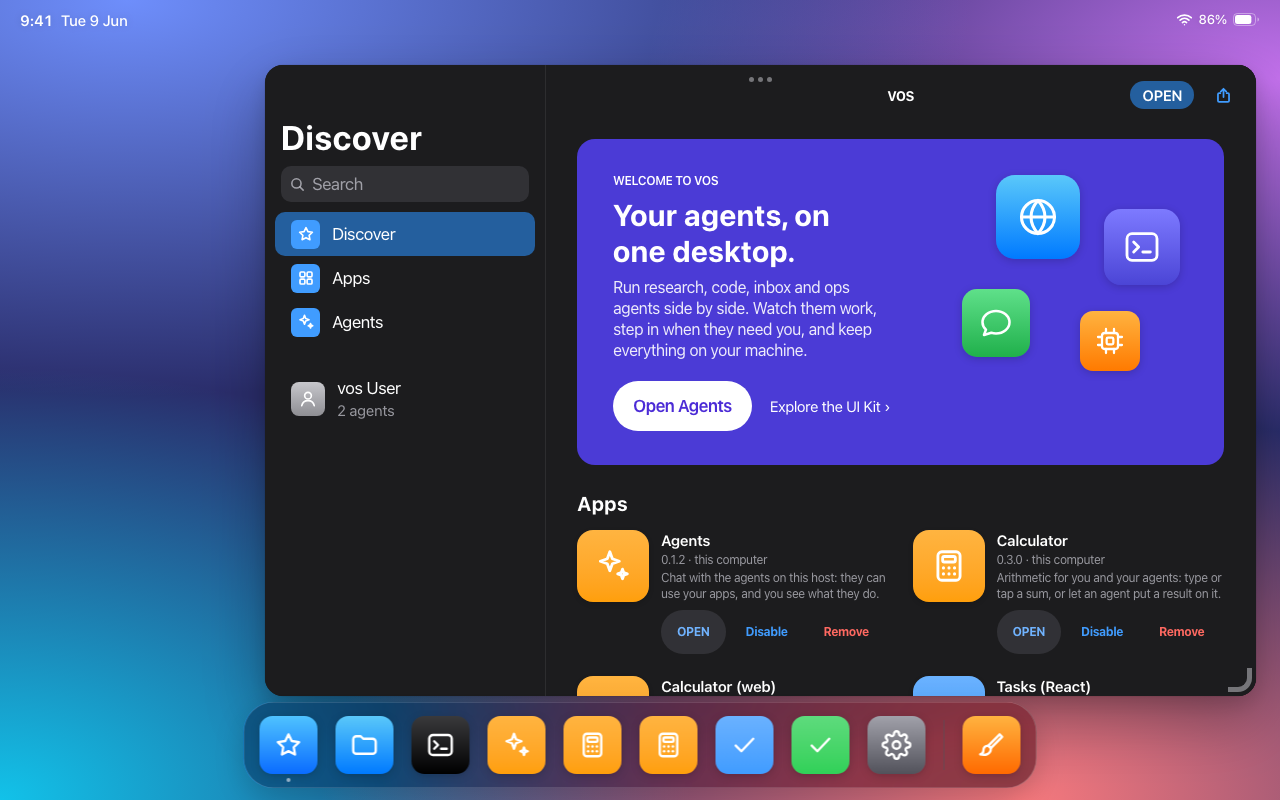 9:41 Tue 9 Jun
86%
VOS
OPEN
Discover
Search
Discover
Apps
Agents
vos User
2 agents
WELCOME TO VOS
Your agents, on
one desktop.
Run research, code, inbox and ops
agents side by side. Watch them work,
step in when they need you, and keep
everything on your machine.
Open Agents
Explore the UI Kit ›
Apps
Agents
0.1.2 · this computer
Chat with the agents on this host: they can
use your apps, and you see what they do.
OPEN Disable Remove
Calculator
0.3.0 · this computer
Arithmetic for you and your agents: type or
tap a sum, or let an agent put a result on it.
OPEN Disable Remove
Calculator (web)
Tasks (React)